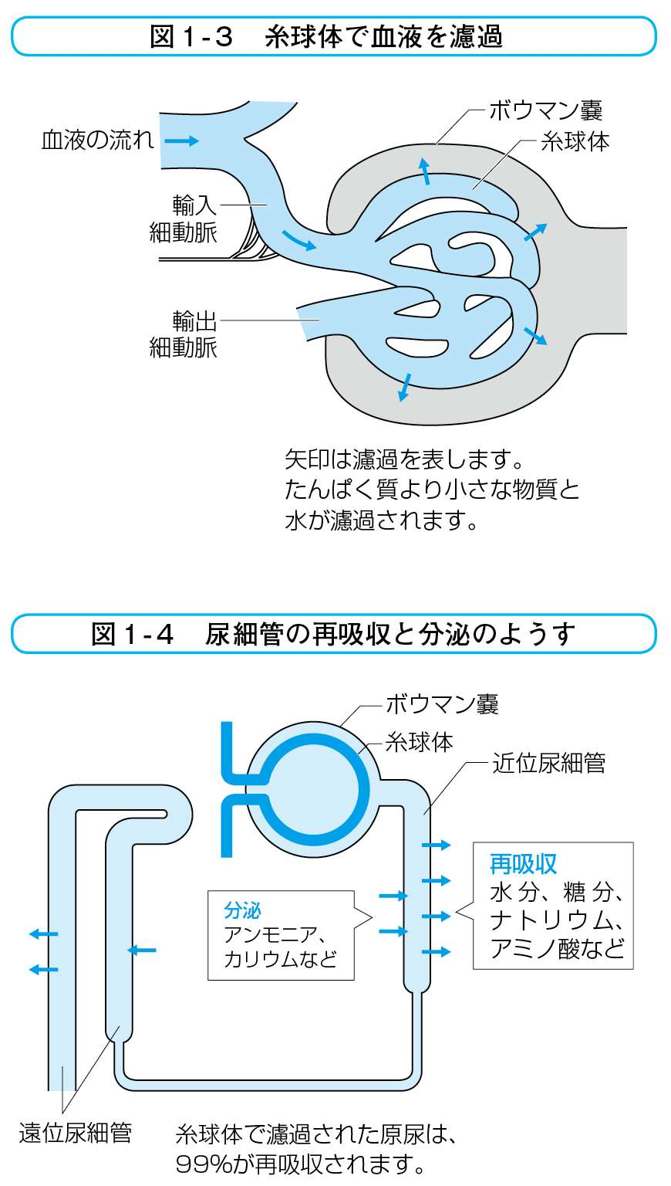 図1-3 糸球体で血液を濾過
ボウマン嚢
糸球体
血液の流れ
輸入
細動脈
輸出
細動脈
矢印は濾過を表します。
たんぱく質より小さな物質と
水が濾過されます。
図1-4 尿細管の再吸収と分泌のようす
ボウマン嚢
糸球体
近位尿細管
再吸収
水分、糖分、
ナトリウム、
アミノ酸など
分泌
アンモニア、
カリウムなど
遠位尿細管
糸球体で濾過された原尿は、
99%が再吸収されます。